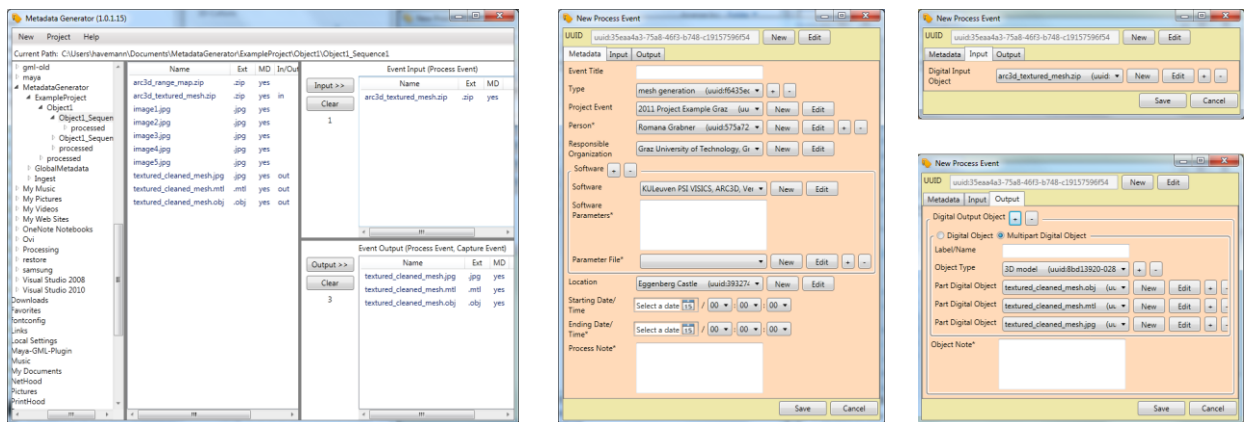 Metadata Generator (1.0.1.15)
New Project Help
Current Path: C:\Users\havemann\Documents\MetadataGenerator\ExampleProject\Object1\Object1_Sequence1
gml-old
maya
MetadataGenerator
ExampleProject
Object1
Object1_Sequen
processed
Object1_Sequen
processed
processed
GlobalMetadata
Ingest
My Music
My Pictures
My Videos
My Web Sites
OneNote Notebooks
Ovi
Processing
restore
samsung
Visual Studio 2008
Visual Studio 2010
Downloads
Favorites
fontconfig
Links
Local Settings
Maya-GML-Plugin
Music
My Documents
NetHood
Pictures
PrintHood
Name Ext MD In/Out
arc3d_range_map.zip .zip yes
arc3d_textured_mesh.zip .zip yes in
image1.jpg .jpg yes
image2.jpg .jpg yes
image3.jpg .jpg yes
image4.jpg .jpg yes
image5.jpg .jpg yes
textured_cleaned_mesh.jpg .jpg yes out
textured_cleaned_mesh.mtl .mtl yes out
textured_cleaned_mesh.obj .obj yes out
Input >>
Clear
1
Event Input (Process Event)
Name Ext MD
arc3d_textured_mesh.zip .zip yes
Output >>
Clear
3
Event Output (Process Event, Capture Event)
Name Ext MD
textured_cleaned_mesh.jpg .jpg yes
textured_cleaned_mesh.mtl .mtl yes
textured_cleaned_mesh.obj .obj yes
New Process Event
UUID uuid:35eaa4a3-75a8-46f3-b748-c19157596f54 New Edit
Metadata Input Output
Event Title
Type mesh generation (uuid:f6435ec + -
Project Event 2011 Project Example Graz (uu New Edit
Person* Romana Grabner (uuid:575a72 New Edit + -
Responsible
Organization Graz University of Technology, Gr New Edit
Software + -
Software KULeuven PSI VISICS, ARC3D, Ver New Edit
Software
Parameters*
Parameter File* New Edit + -
Location Eggenberg Castle (uuid:39327 New Edit
Starting Date/
Time Select a date 15 / 00 : 00 : 00
Ending Date/
Time* Select a date 15 / 00 : 00 : 00
Process Note*
Save Cancel
New Process Event
UUID uuid:35eaa4a3-75a8-46f3-b748-c19157596f54 New Edit
Metadata Input Output
Digital Input
Object arc3d_textured_mesh.zip (uuid: New Edit + -
Save Cancel
New Process Event
UUID uuid:35eaa4a3-75a8-46f3-b748-c19157596f54 New Edit
Metadata Input Output
Digital Output Object + -
Digital Object Multipart Digital Object
Label/Name
Object Type 3D model (uuid:8bd13920-028 + -
Part Digital Object textured_cleaned_mesh.obj (uu New Edit + -
Part Digital Object textured_cleaned_mesh.mtl (uu New Edit + -
Part Digital Object textured_cleaned_mesh.jpg (uu New Edit + -
Object Note*
Save Cancel